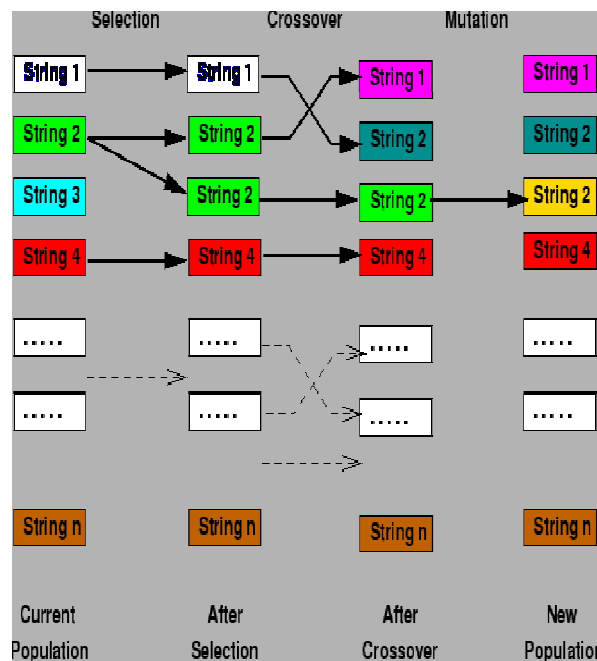 Selection Crossover Mutation
String 1 String 1 String 1 String 1
String 2 String 2 String 2 String 2
String 3 String 2 String 2 String 2
String 4 String 4 String 4 String 4
..... ..... ..... .....
..... ..... ..... .....
String n String n String n String n
Current After After New
Population Selection Crossover Population